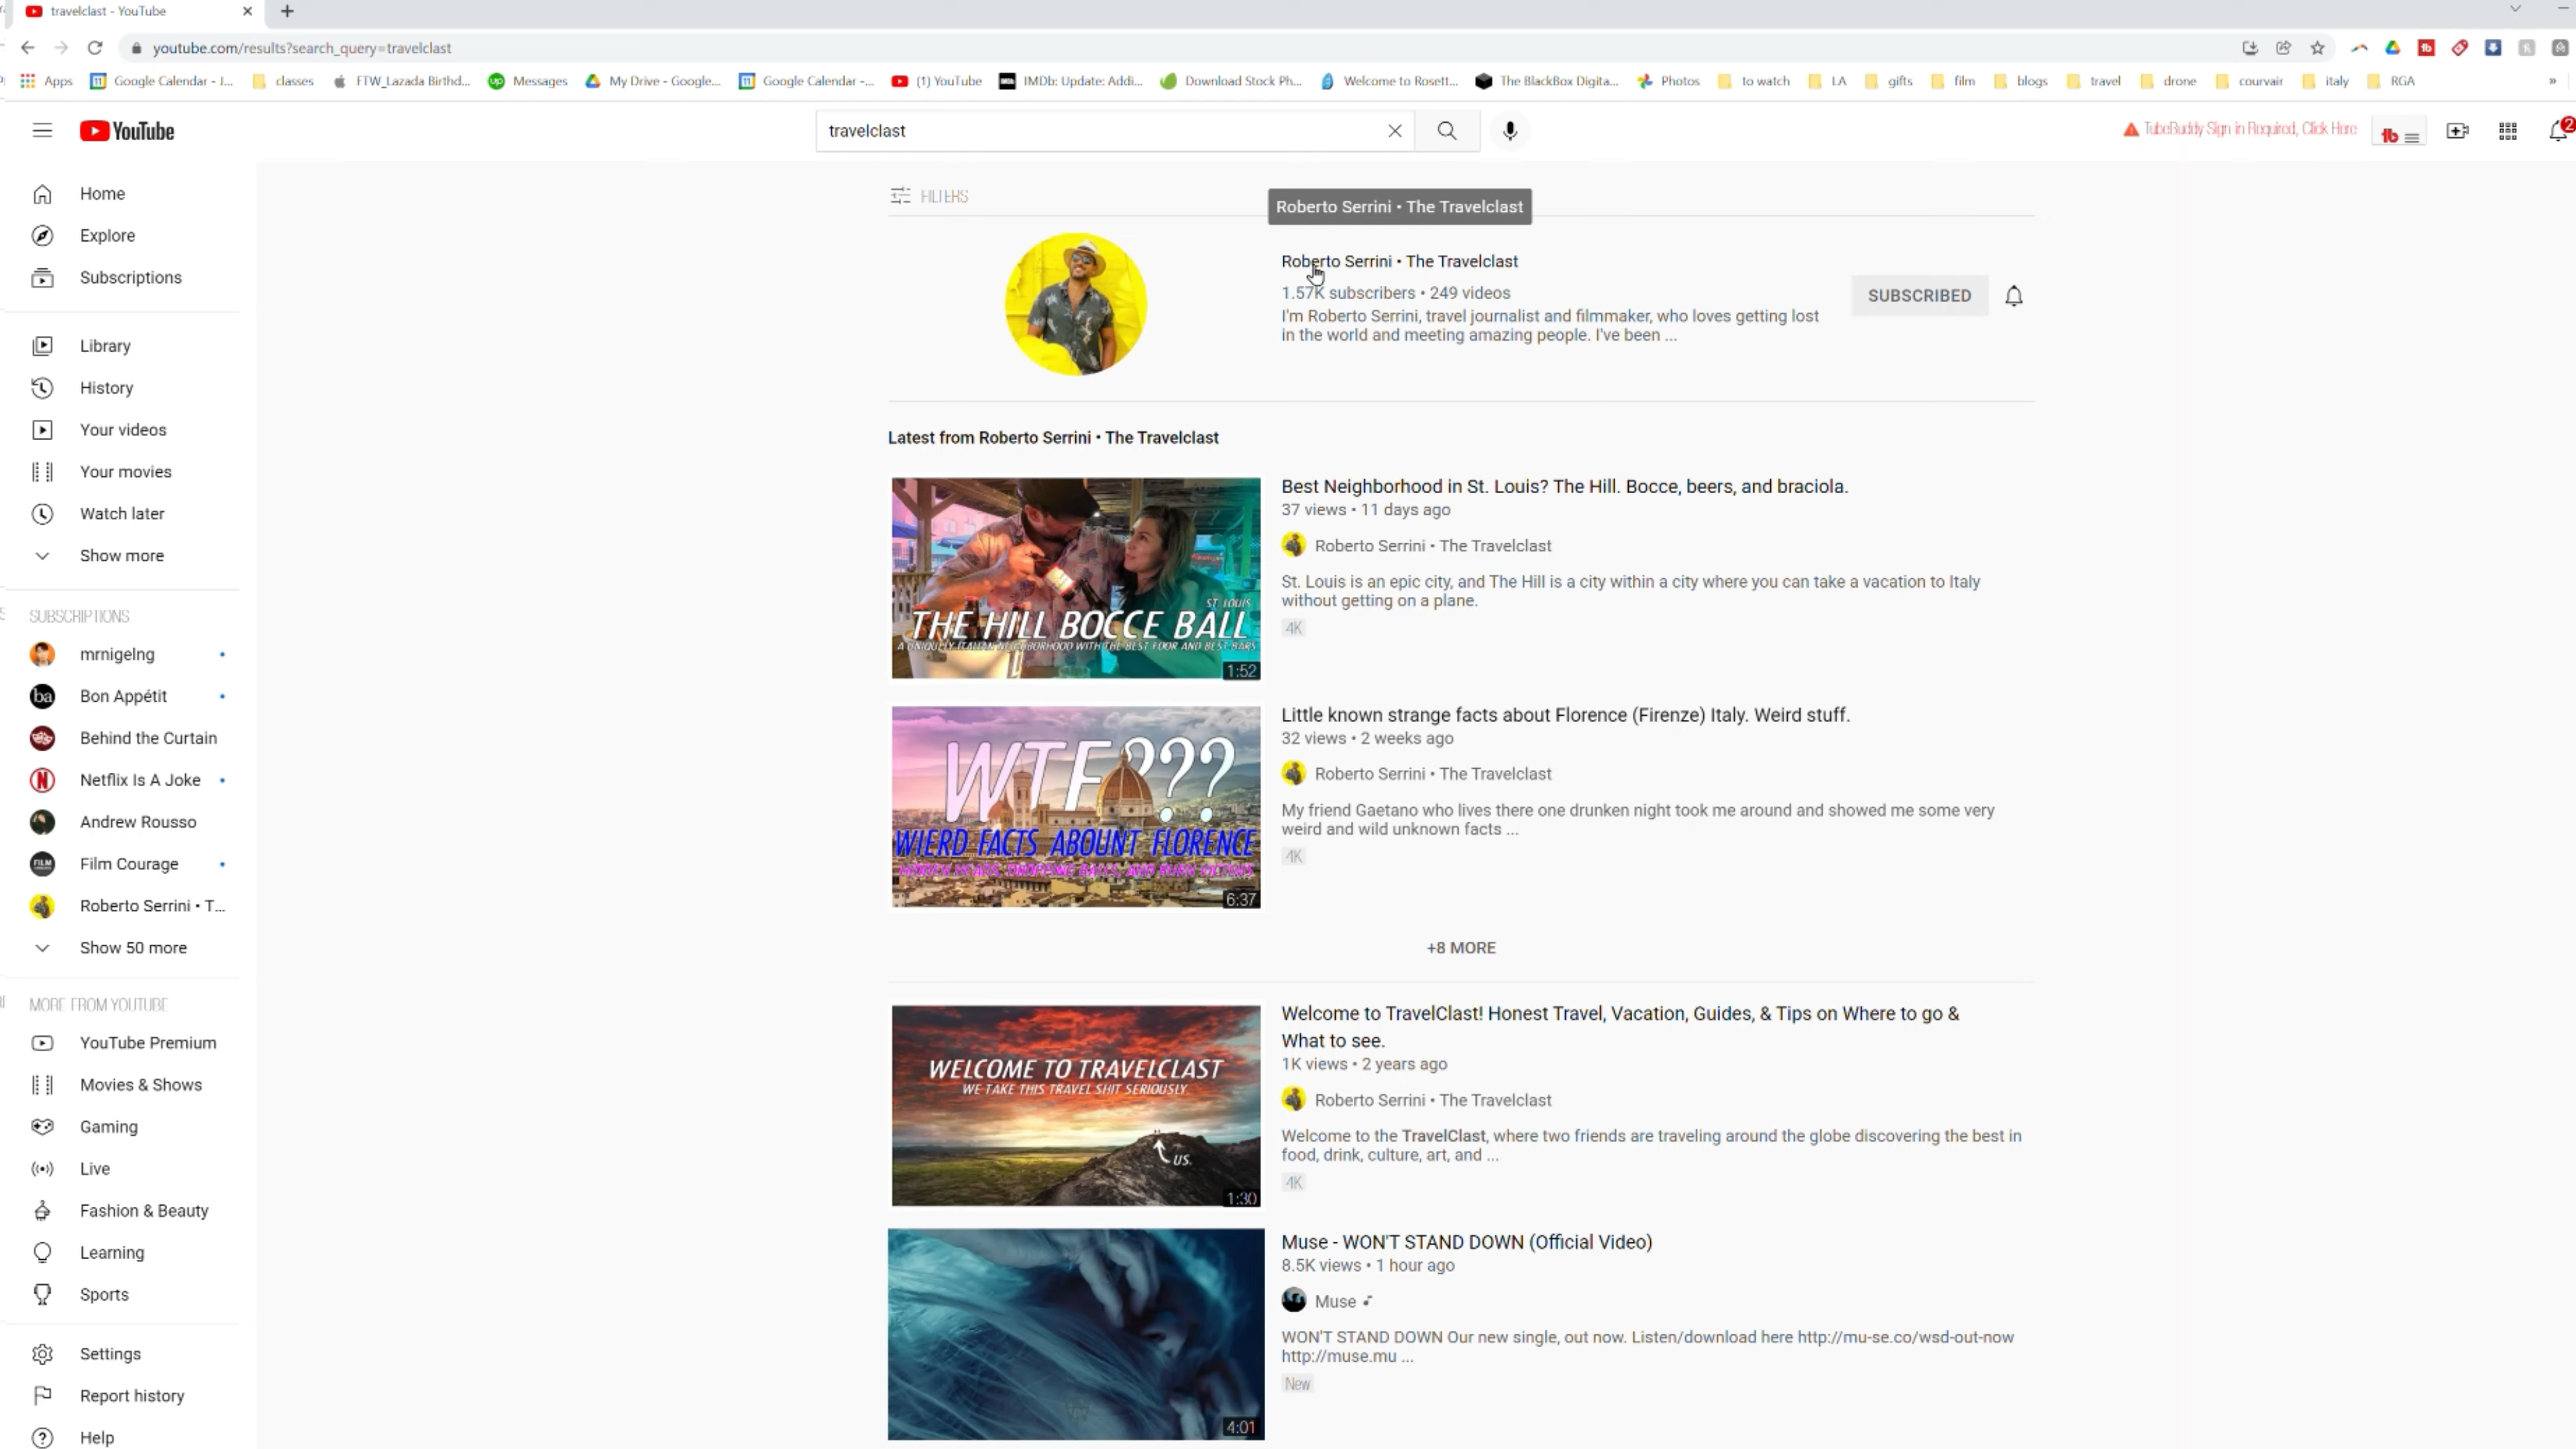 travelclast - YouTube
youtube.com/results?search_query=travelclast
Apps
Google Calendar - J...
classes
FTW_Lazada Birthd...
Messages
My Drive - Google...
Google Calendar -...
(1) YouTube
IMDb: Update: Addi...
Download Stock Ph...
Welcome to Rosett...
The BlackBox Digita...
Photos
to watch
LA
gifts
film
blogs
travel
drone
courvair
italy
RGA
YouTube
travelclast
TubeBuddy Sign in Required, Click Here
2
Home
Explore
Subscriptions
Library
History
Your videos
Your movies
Watch later
Show more
SUBSCRIPTIONS
mrnigelng
Bon Appétit
Behind the Curtain
Netflix Is A Joke
Andrew Rousso
Film Courage
Roberto Serrini • T...
Show 50 more
MORE FROM YOUTUBE
YouTube Premium
Movies & Shows
Gaming
Live
Fashion & Beauty
Learning
Sports
Settings
Report history
Help
FILTERS
Roberto Serrini • The Travelclast
Roberto Serrini • The Travelclast
1.57K subscribers • 249 videos
I'm Roberto Serrini, travel journalist and filmmaker, who loves getting lost
in the world and meeting amazing people. I've been ...
SUBSCRIBED
Latest from Roberto Serrini • The Travelclast
ST LOUIS
THE HILL BOCCE BALL
A UNIQUELY ITALIAN NEIGHBORHOOD WITH THE BEST FOOR AND BEST BARS
1:52
Best Neighborhood in St. Louis? The Hill. Bocce, beers, and braciola.
37 views • 11 days ago
Roberto Serrini • The Travelclast
St. Louis is an epic city, and The Hill is a city within a city where you can take a vacation to Italy
without getting on a plane.
4K
WTF???
WIERD FACTS ABOUNT FLORENCE
6:37
Little known strange facts about Florence (Firenze) Italy. Weird stuff.
32 views • 2 weeks ago
Roberto Serrini • The Travelclast
My friend Gaetano who lives there one drunken night took me around and showed me some very
weird and wild unknown facts ...
4K
+8 MORE
WELCOME TO TRAVELCLAST
WE TAKE THIS TRAVEL SHIT SERIOUSLY.
US.
1:30
Welcome to TravelClast! Honest Travel, Vacation, Guides, & Tips on Where to go &
What to see.
1K views • 2 years ago
Roberto Serrini • The Travelclast
Welcome to the TravelClast, where two friends are traveling around the globe discovering the best in
food, drink, culture, art, and ...
4K
4:01
Muse - WON'T STAND DOWN (Official Video)
8.5K views • 1 hour ago
Muse
WON'T STAND DOWN Our new single, out now. Listen/download here http://mu-se.co/wsd-out-now
http://muse.mu ...
New